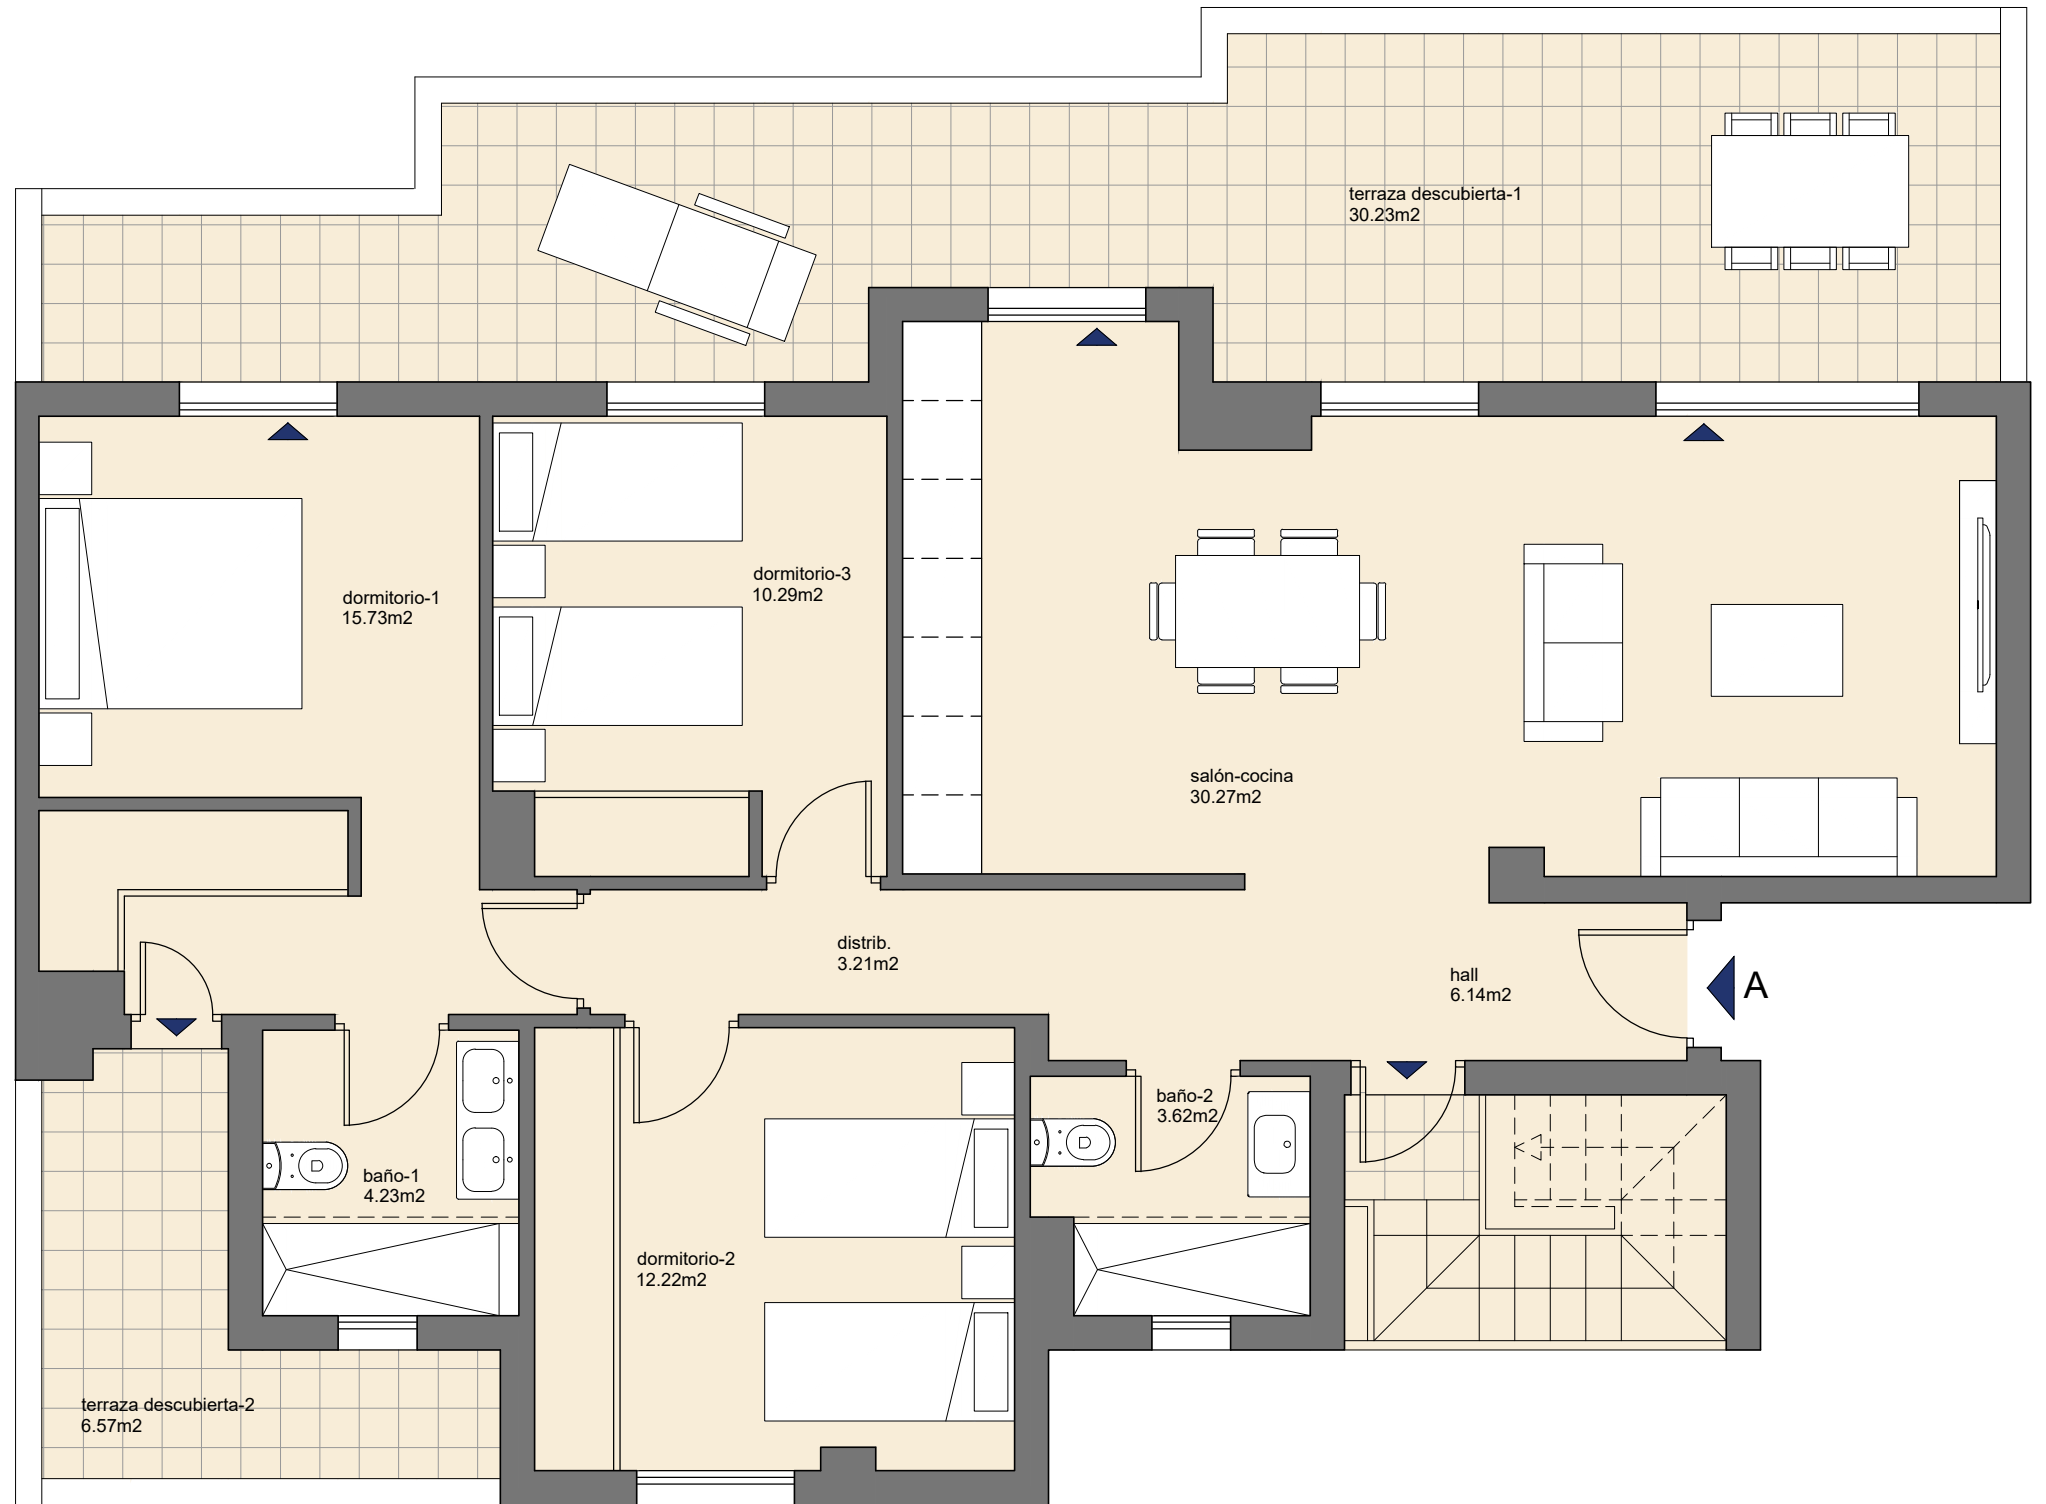 terraza descubierta-1
30.23m2
dormitorio-3
10.29m2
dormitorio-1
15.73m2
salón-cocina
30.27m2
distrib.
3.21m2
hall
6.14m2
A
baño-2
3.62m2
baño-1
4.23m2
dormitorio-2
12.22m2
terraza descubierta-2
6.57m2